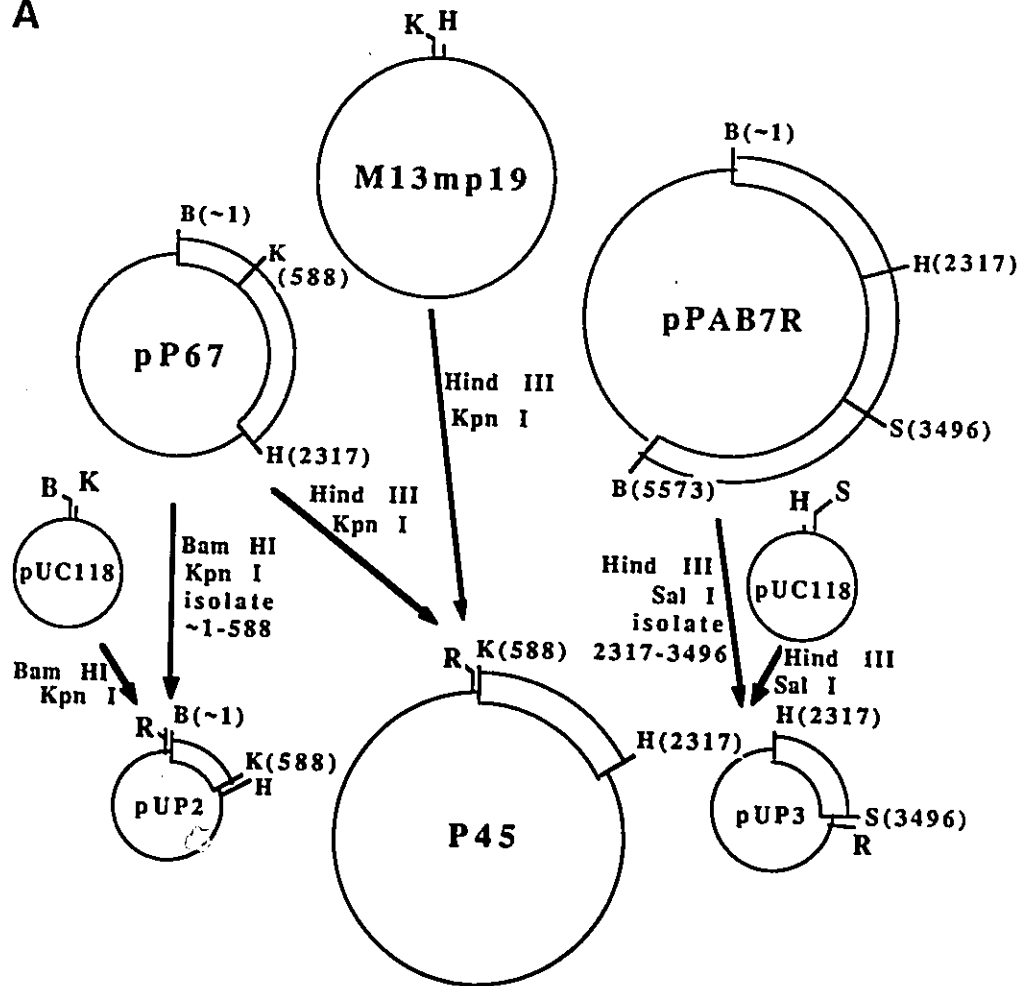 A
K H
M13mp19
B(~1)
B(~1)
K
(588)
H(2317)
pP67
pPAB7R
Hind III
Kpn I
S(3496)
H(2317)
B(5573)
B K
Hind III
Kpn I
H S
pUC118
Bam HI
Kpn I
isolate
~1-588
Hind III
Sal I
isolate
2317-3496
pUC118
Bam HI
Kpn I
R K(588)
Hind III
Sal I
R B(~1)
H(2317)
H(2317)
K(588)
H
pUP2
P45
pUP3
S(3496)
R